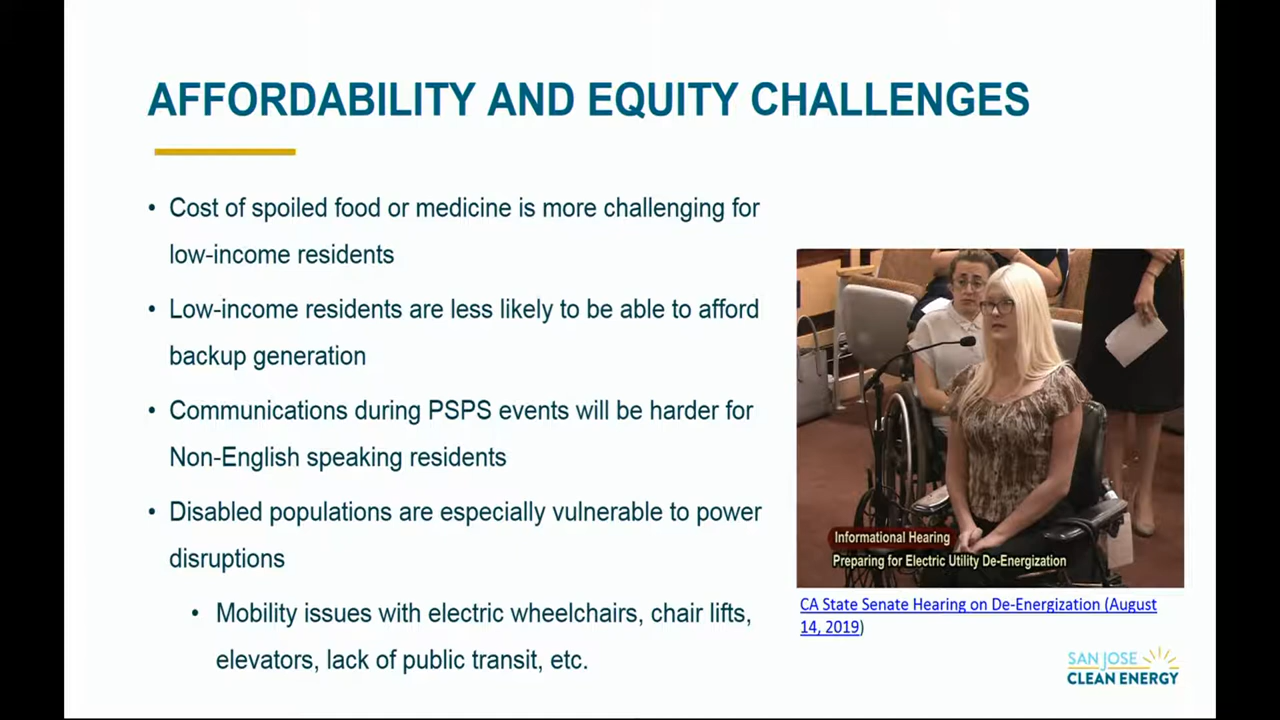 AFFORDABILITY AND EQUITY CHALLENGES
• Cost of spoiled food or medicine is more challenging for
low-income residents
• Low-income residents are less likely to be able to afford
backup generation
• Communications during PSPS events will be harder for
Non-English speaking residents
• Disabled populations are especially vulnerable to power
disruptions
• Mobility issues with electric wheelchairs, chair lifts,
elevators, lack of public transit, etc.
Informational Hearing
Preparing for Electric Utility De-Energization
CA State Senate Hearing on De-Energization (August
14, 2019)
SAN JOSE
CLEAN ENERGY